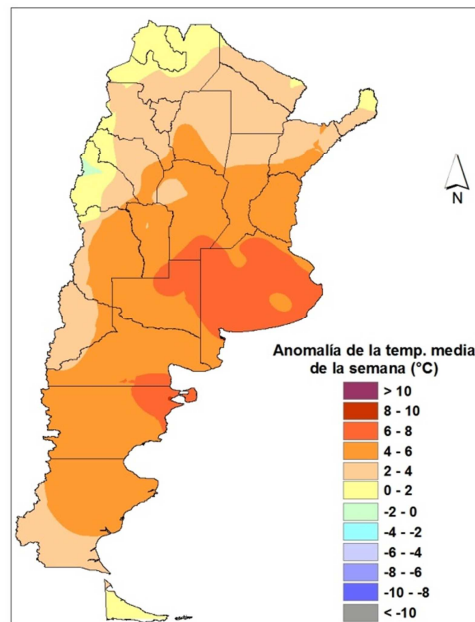 N
Anomalía de la temp. media
de la semana (°C)
> 10
8 - 10
6 - 8
4 - 6
2 - 4
0 - 2
-2 - 0
-4 - -2
-6 - -4
-8 - -6
-10 - -8
< -10